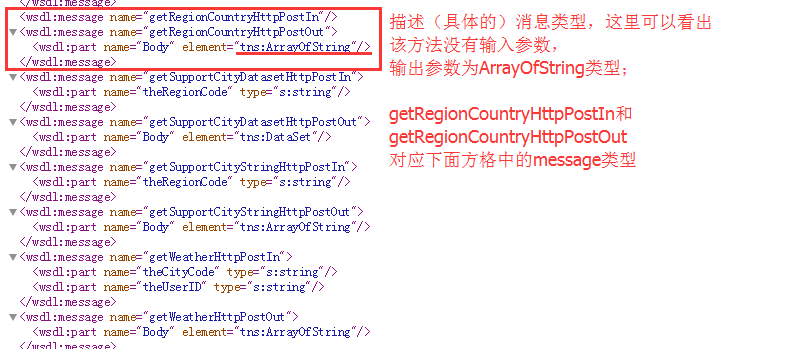 <wsdl:message name="getRegionCountryHttpPostIn"/>
▼<wsdl:message name="getRegionCountryHttpPostOut">
<wsdl:part name="Body" element="tns:ArrayOfString"/>
</wsdl:message>
▼<wsdl:message name="getSupportCityDatasetHttpPostIn">
<wsdl:part name="theRegionCode" type="s:string"/>
</wsdl:message>
▼<wsdl:message name="getSupportCityDatasetHttpPostOut">
<wsdl:part name="Body" element="tns:DataSet"/>
</wsdl:message>
▼<wsdl:message name="getSupportCityStringHttpPostIn">
<wsdl:part name="theRegionCode" type="s:string"/>
</wsdl:message>
▼<wsdl:message name="getSupportCityStringHttpPostOut">
<wsdl:part name="Body" element="tns:ArrayOfString"/>
</wsdl:message>
▼<wsdl:message name="getWeatherHttpPostIn">
<wsdl:part name="theCityCode" type="s:string"/>
<wsdl:part name="theUserID" type="s:string"/>
</wsdl:message>
▼<wsdl:message name="getWeatherHttpPostOut">
<wsdl:part name="Body" element="tns:ArrayOfString"/>
</wsdl:message>
描述（具体的）消息类型，这里可以看出
该方法没有输入参数，
输出参数为ArrayOfString类型；
getRegionCountryHttpPostIn和
getRegionCountryHttpPostOut
对应下面方格中的message类型